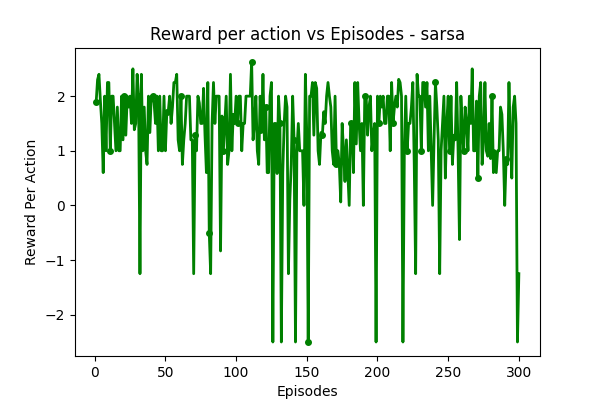 Reward per action vs Episodes - sarsa
Reward Per Action
2
1
0
−1
−2
0 50 100 150 200 250 300
Episodes